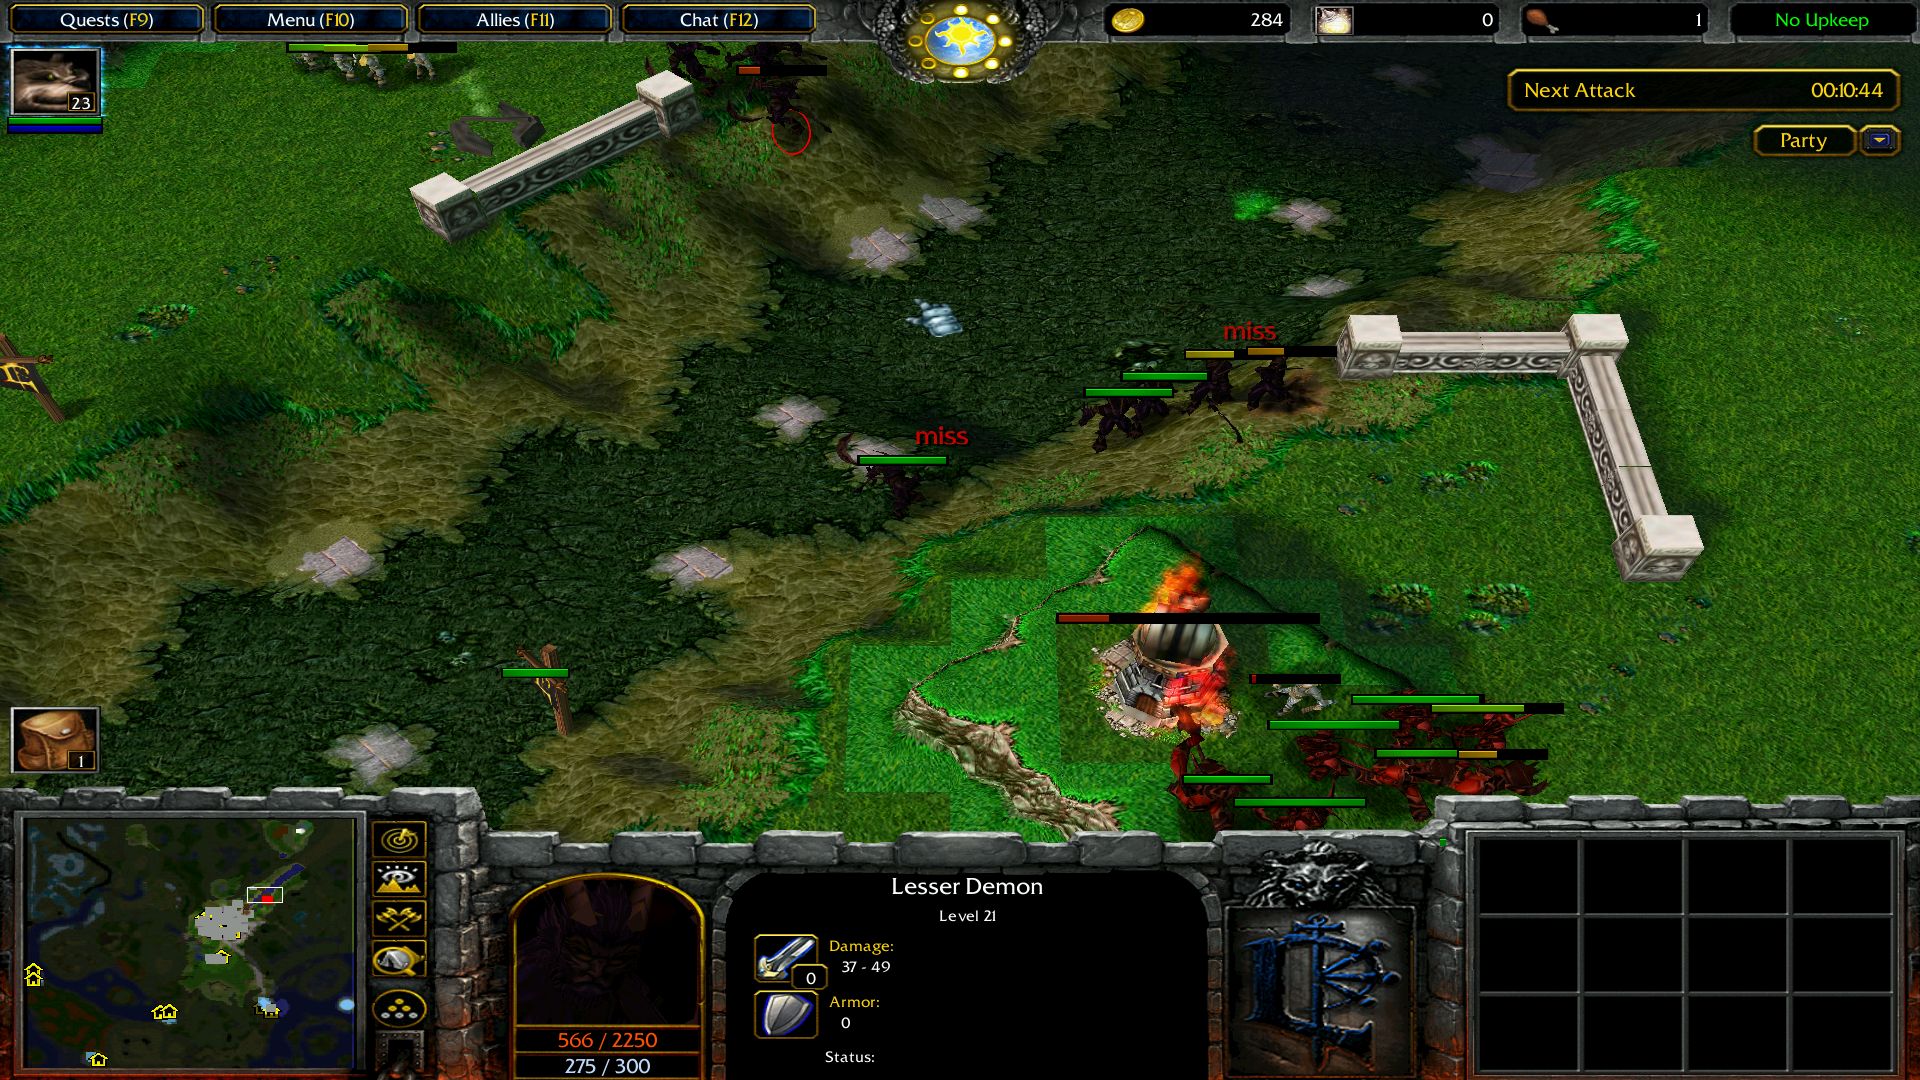 Quests (F9)
Menu (F10)
Allies (F11)
Chat (F12)
284
0
1
No Upkeep
23
Next Attack
00:10:44
Party
miss
miss
1
Lesser Demon
Level 21
Damage:
37 - 49
0
Armor:
0
Status:
566 / 2250
275 / 300